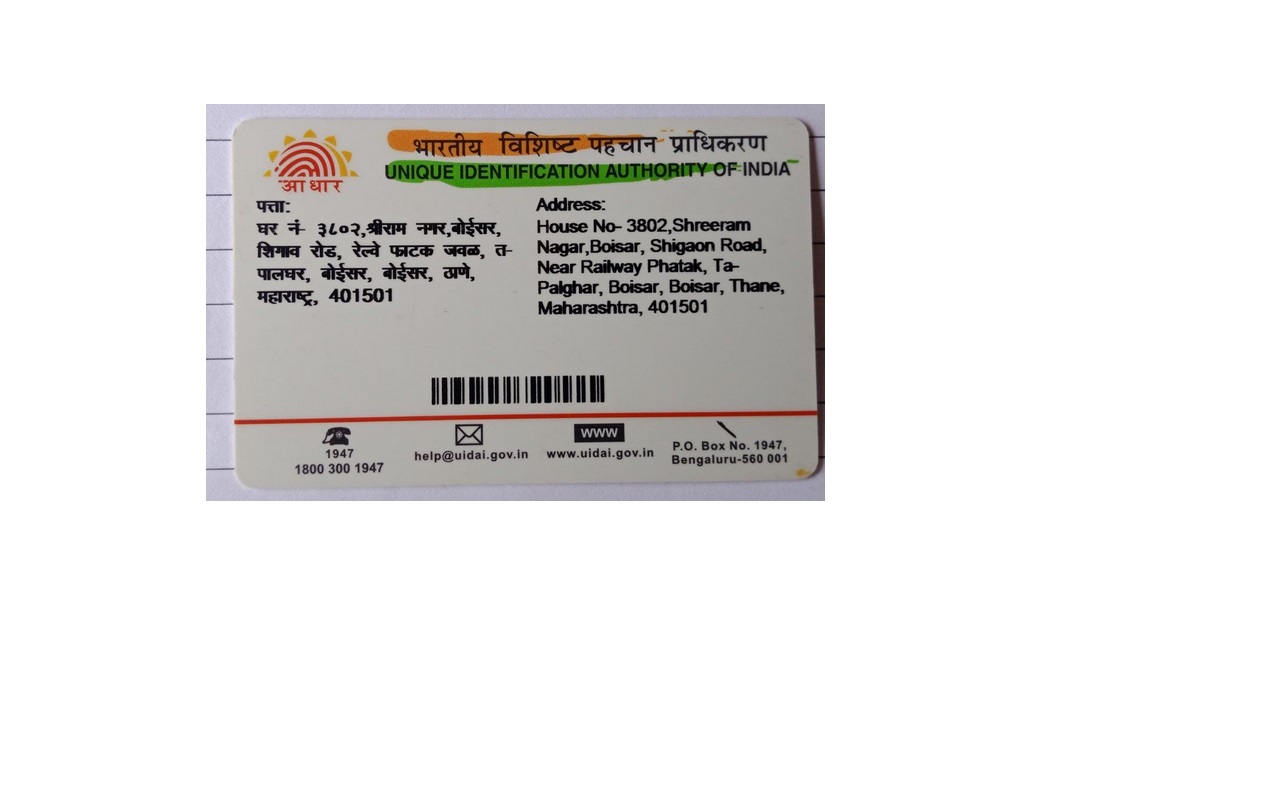 भारतीय विशिष्ट पहचान प्राधिकरण
UNIQUE IDENTIFICATION AUTHORITY OF INDIA
आधार
पत्ता:
घर नं- ३८०२,श्रीराम नगर,बोईसर,
शिगाव रोड, रेल्वे फाटक जवळ, त-
पालघर, बोईसर, बोईसर, ठाणे,
महाराष्ट्र, 401501
Address:
House No- 3802,Shreeram
Nagar,Boisar, Shigaon Road,
Near Railway Phatak, Ta-
Palghar, Boisar, Boisar, Thane,
Maharashtra, 401501
1947
1800 300 1947
help@uidai.gov.in
WWW
www.uidai.gov.in
P.O. Box No. 1947,
Bengaluru-560 001